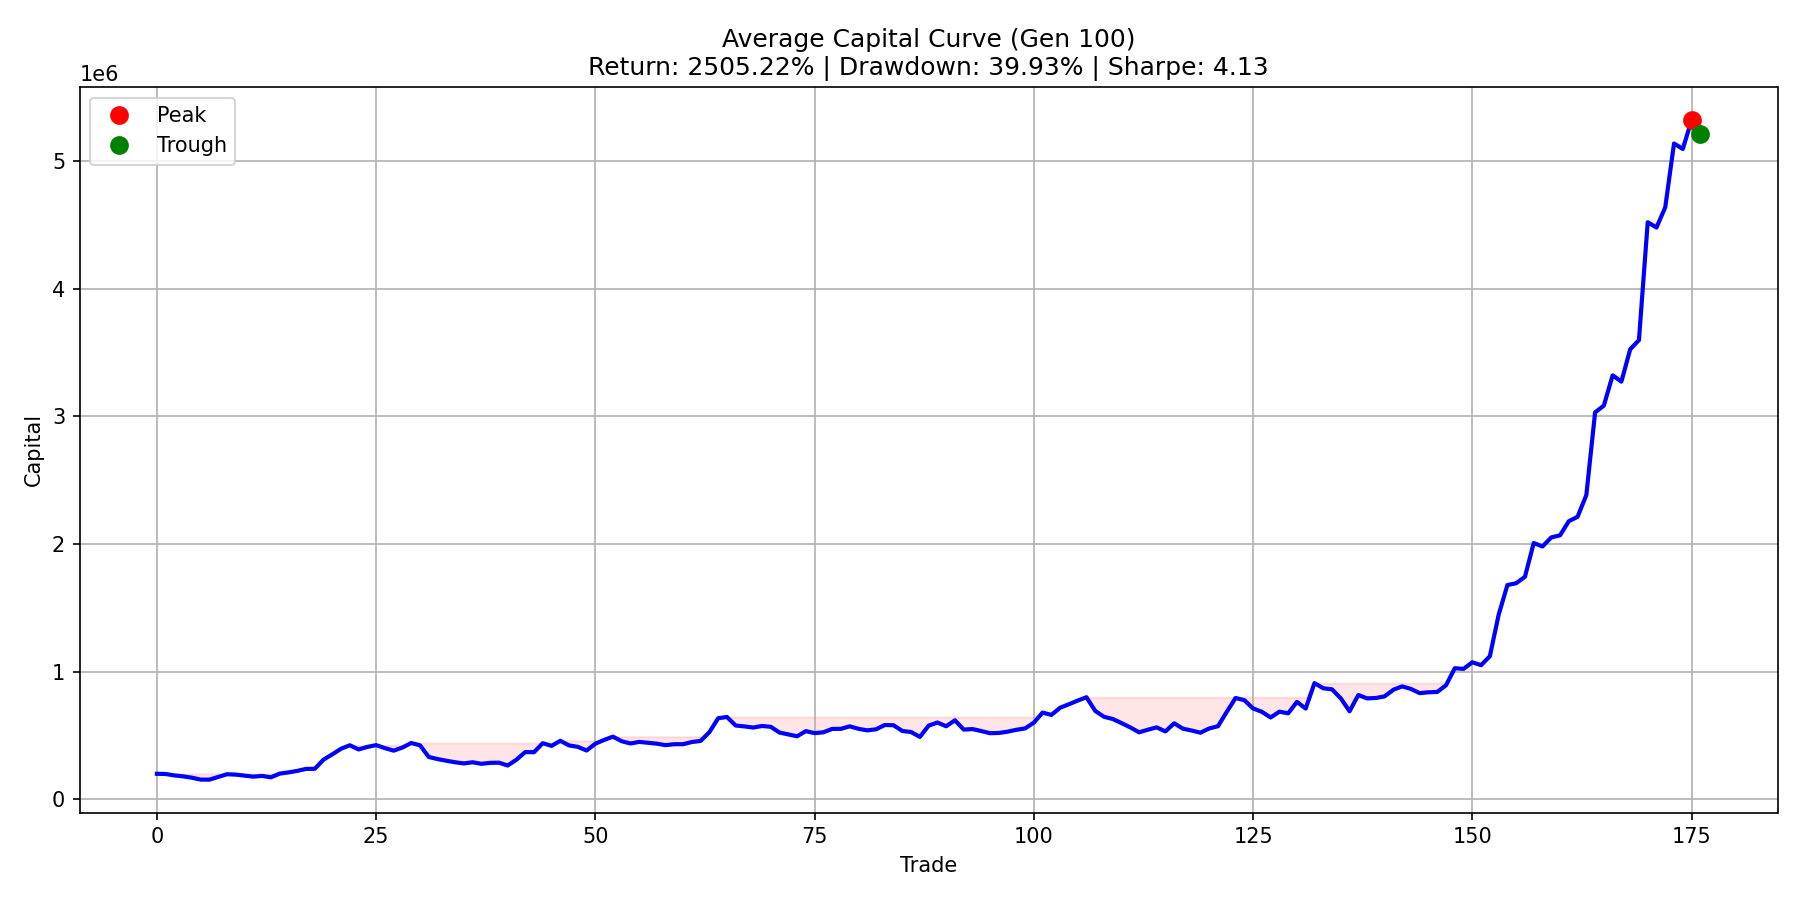 Average Capital Curve (Gen 100)
Return: 2505.22% | Drawdown: 39.93% | Sharpe: 4.13
1e6
Peak
Trough
5
4
3
2
1
0
Capital
0 25 50 75 100 125 150 175
Trade